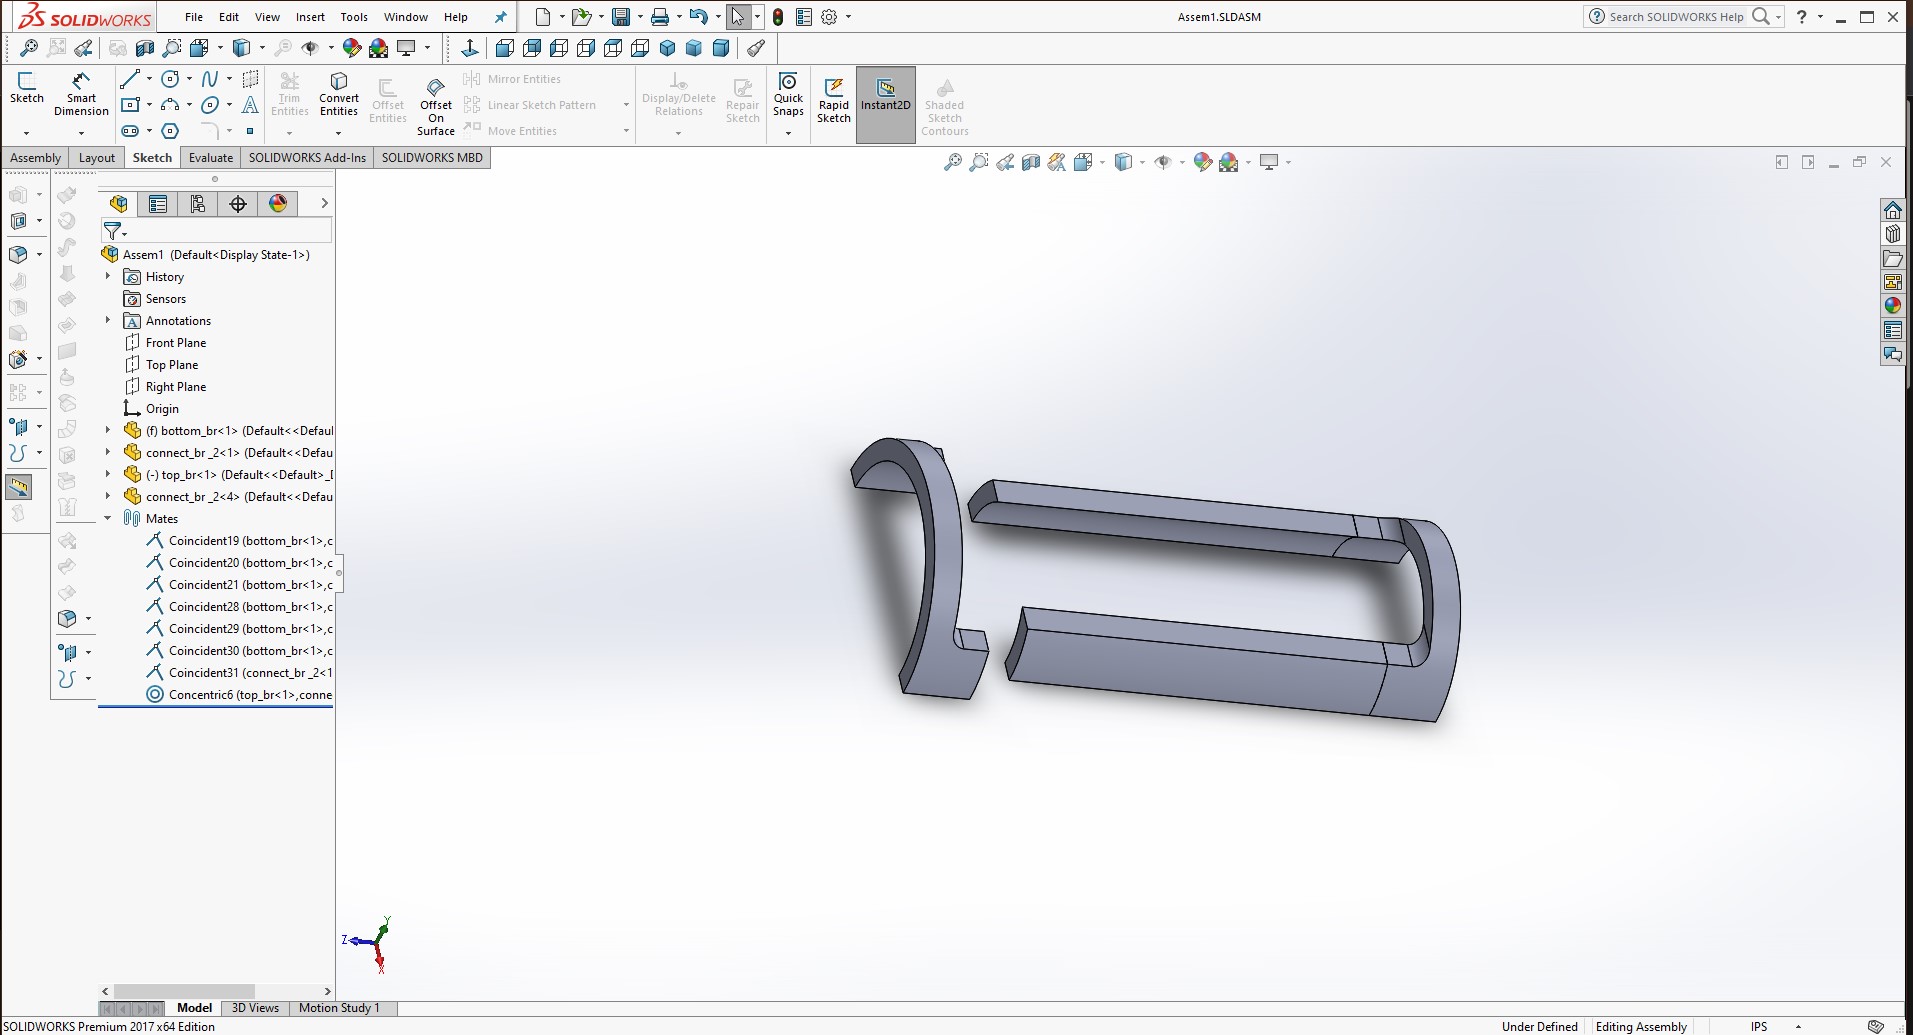 SOLIDWORKS File Edit View Insert Tools Window Help Assem1.SLDASM Search SOLIDWORKS Help ?
Sketch Smart Dimension Trim Entities Convert Entities Offset Entities Offset On Surface Mirror Entities Linear Sketch Pattern Move Entities Display/Delete Relations Repair Sketch Quick Snaps Rapid Sketch Instant2D Shaded Sketch Contours
Assembly Layout Sketch Evaluate SOLIDWORKS Add-Ins SOLIDWORKS MBD
Assem1 (Default<Display State-1>)
History
Sensors
Annotations
Front Plane
Top Plane
Right Plane
Origin
(f) bottom_br<1> (Default<<Defaul
connect_br _2<1> (Default<<Defau
(-) top_br<1> (Default<<Default>_
connect_br _2<4> (Default<<Defau
Mates
Coincident19 (bottom_br<1>,c
Coincident20 (bottom_br<1>,c
Coincident21 (bottom_br<1>,c
Coincident28 (bottom_br<1>,c
Coincident29 (bottom_br<1>,c
Coincident30 (bottom_br<1>,c
Coincident31 (connect_br _2<1
Concentric6 (top_br<1>,conne
Y
Z
X
Model 3D Views Motion Study 1
SOLIDWORKS Premium 2017 x64 Edition Under Defined Editing Assembly IPS